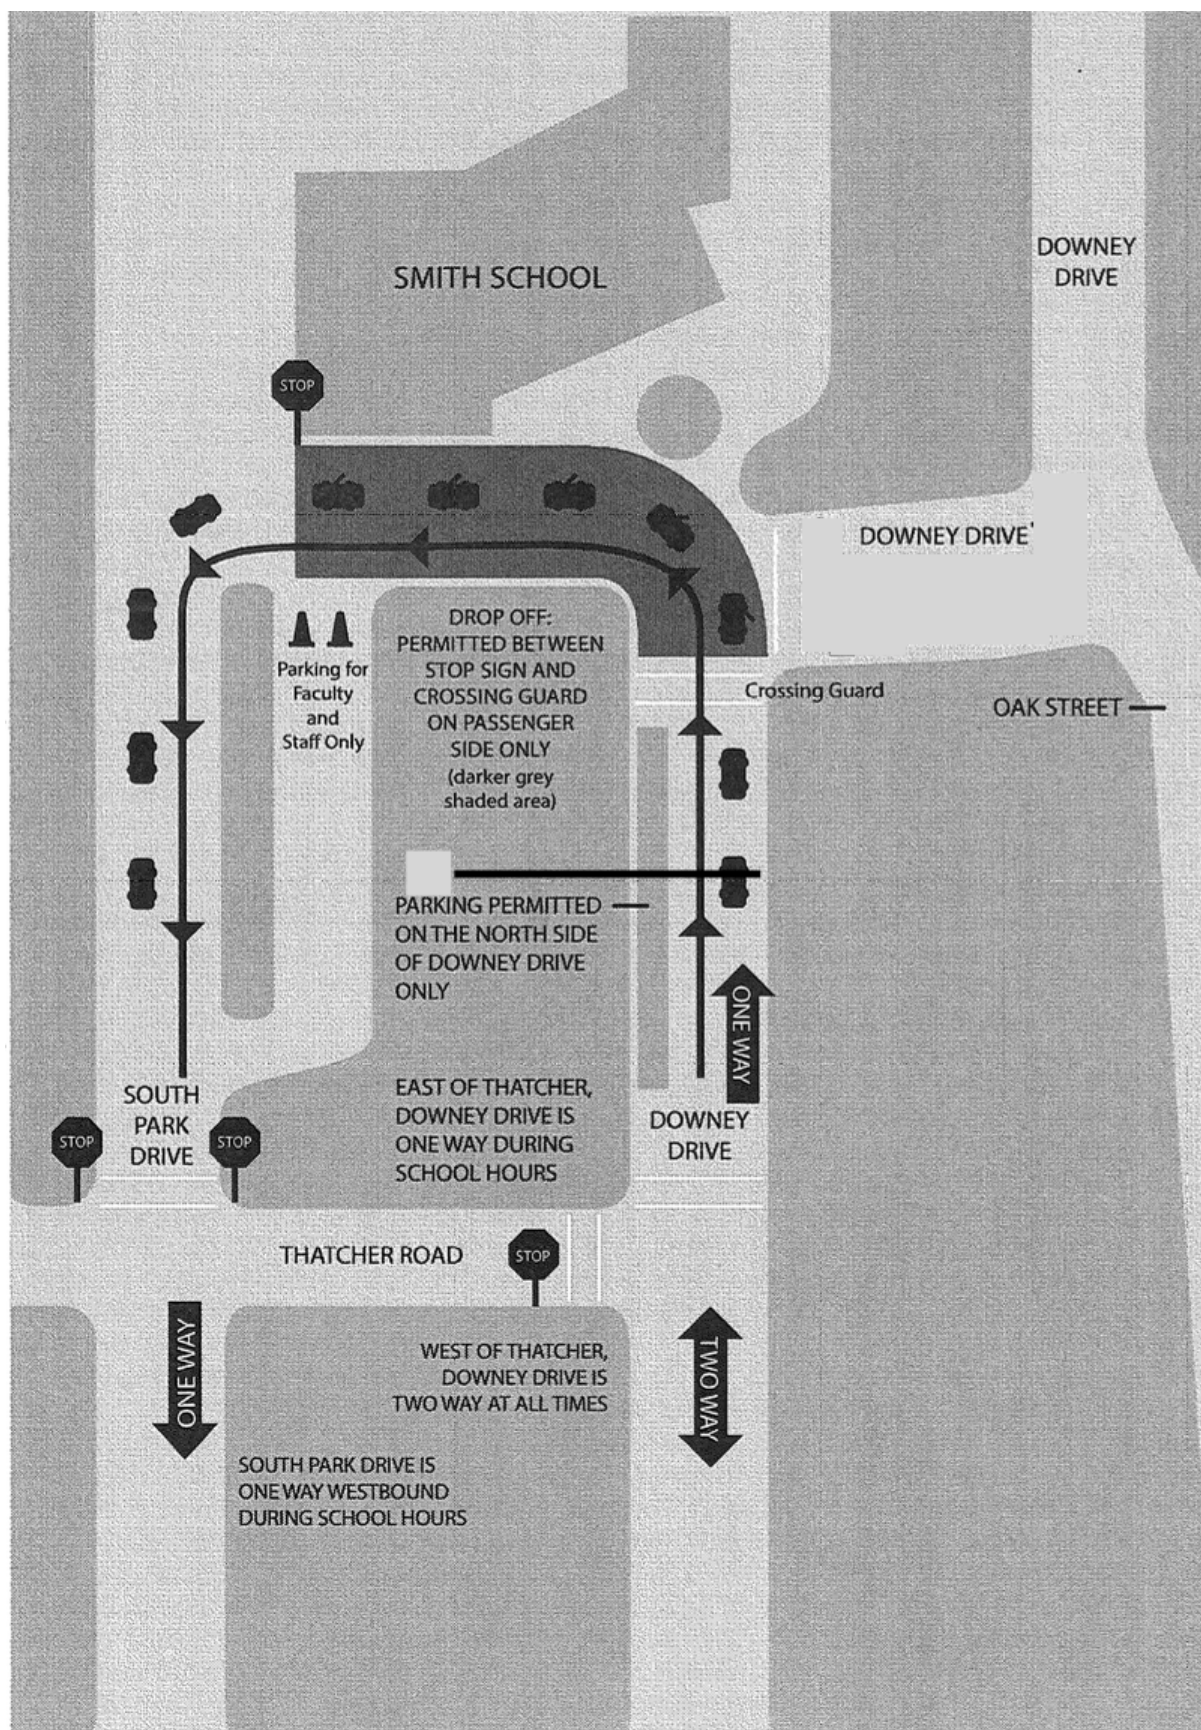 DOWNEY
DRIVE
SMITH SCHOOL
STOP
DOWNEY DRIVE'
DROP OFF:
PERMITTED BETWEEN
STOP SIGN AND
CROSSING GUARD
ON PASSENGER
SIDE ONLY
(darker grey
shaded area)
Parking for
Faculty
and
Staff Only
Crossing Guard
OAK STREET
PARKING PERMITTED
ON THE NORTH SIDE
OF DOWNEY DRIVE
ONLY
ONE WAY
SOUTH
PARK
DRIVE
STOP
STOP
EAST OF THATCHER,
DOWNEY DRIVE IS
ONE WAY DURING
SCHOOL HOURS
DOWNEY
DRIVE
THATCHER ROAD
STOP
ONE WAY
WEST OF THATCHER,
DOWNEY DRIVE IS
TWO WAY AT ALL TIMES
TWO WAY
SOUTH PARK DRIVE IS
ONE WAY WESTBOUND
DURING SCHOOL HOURS